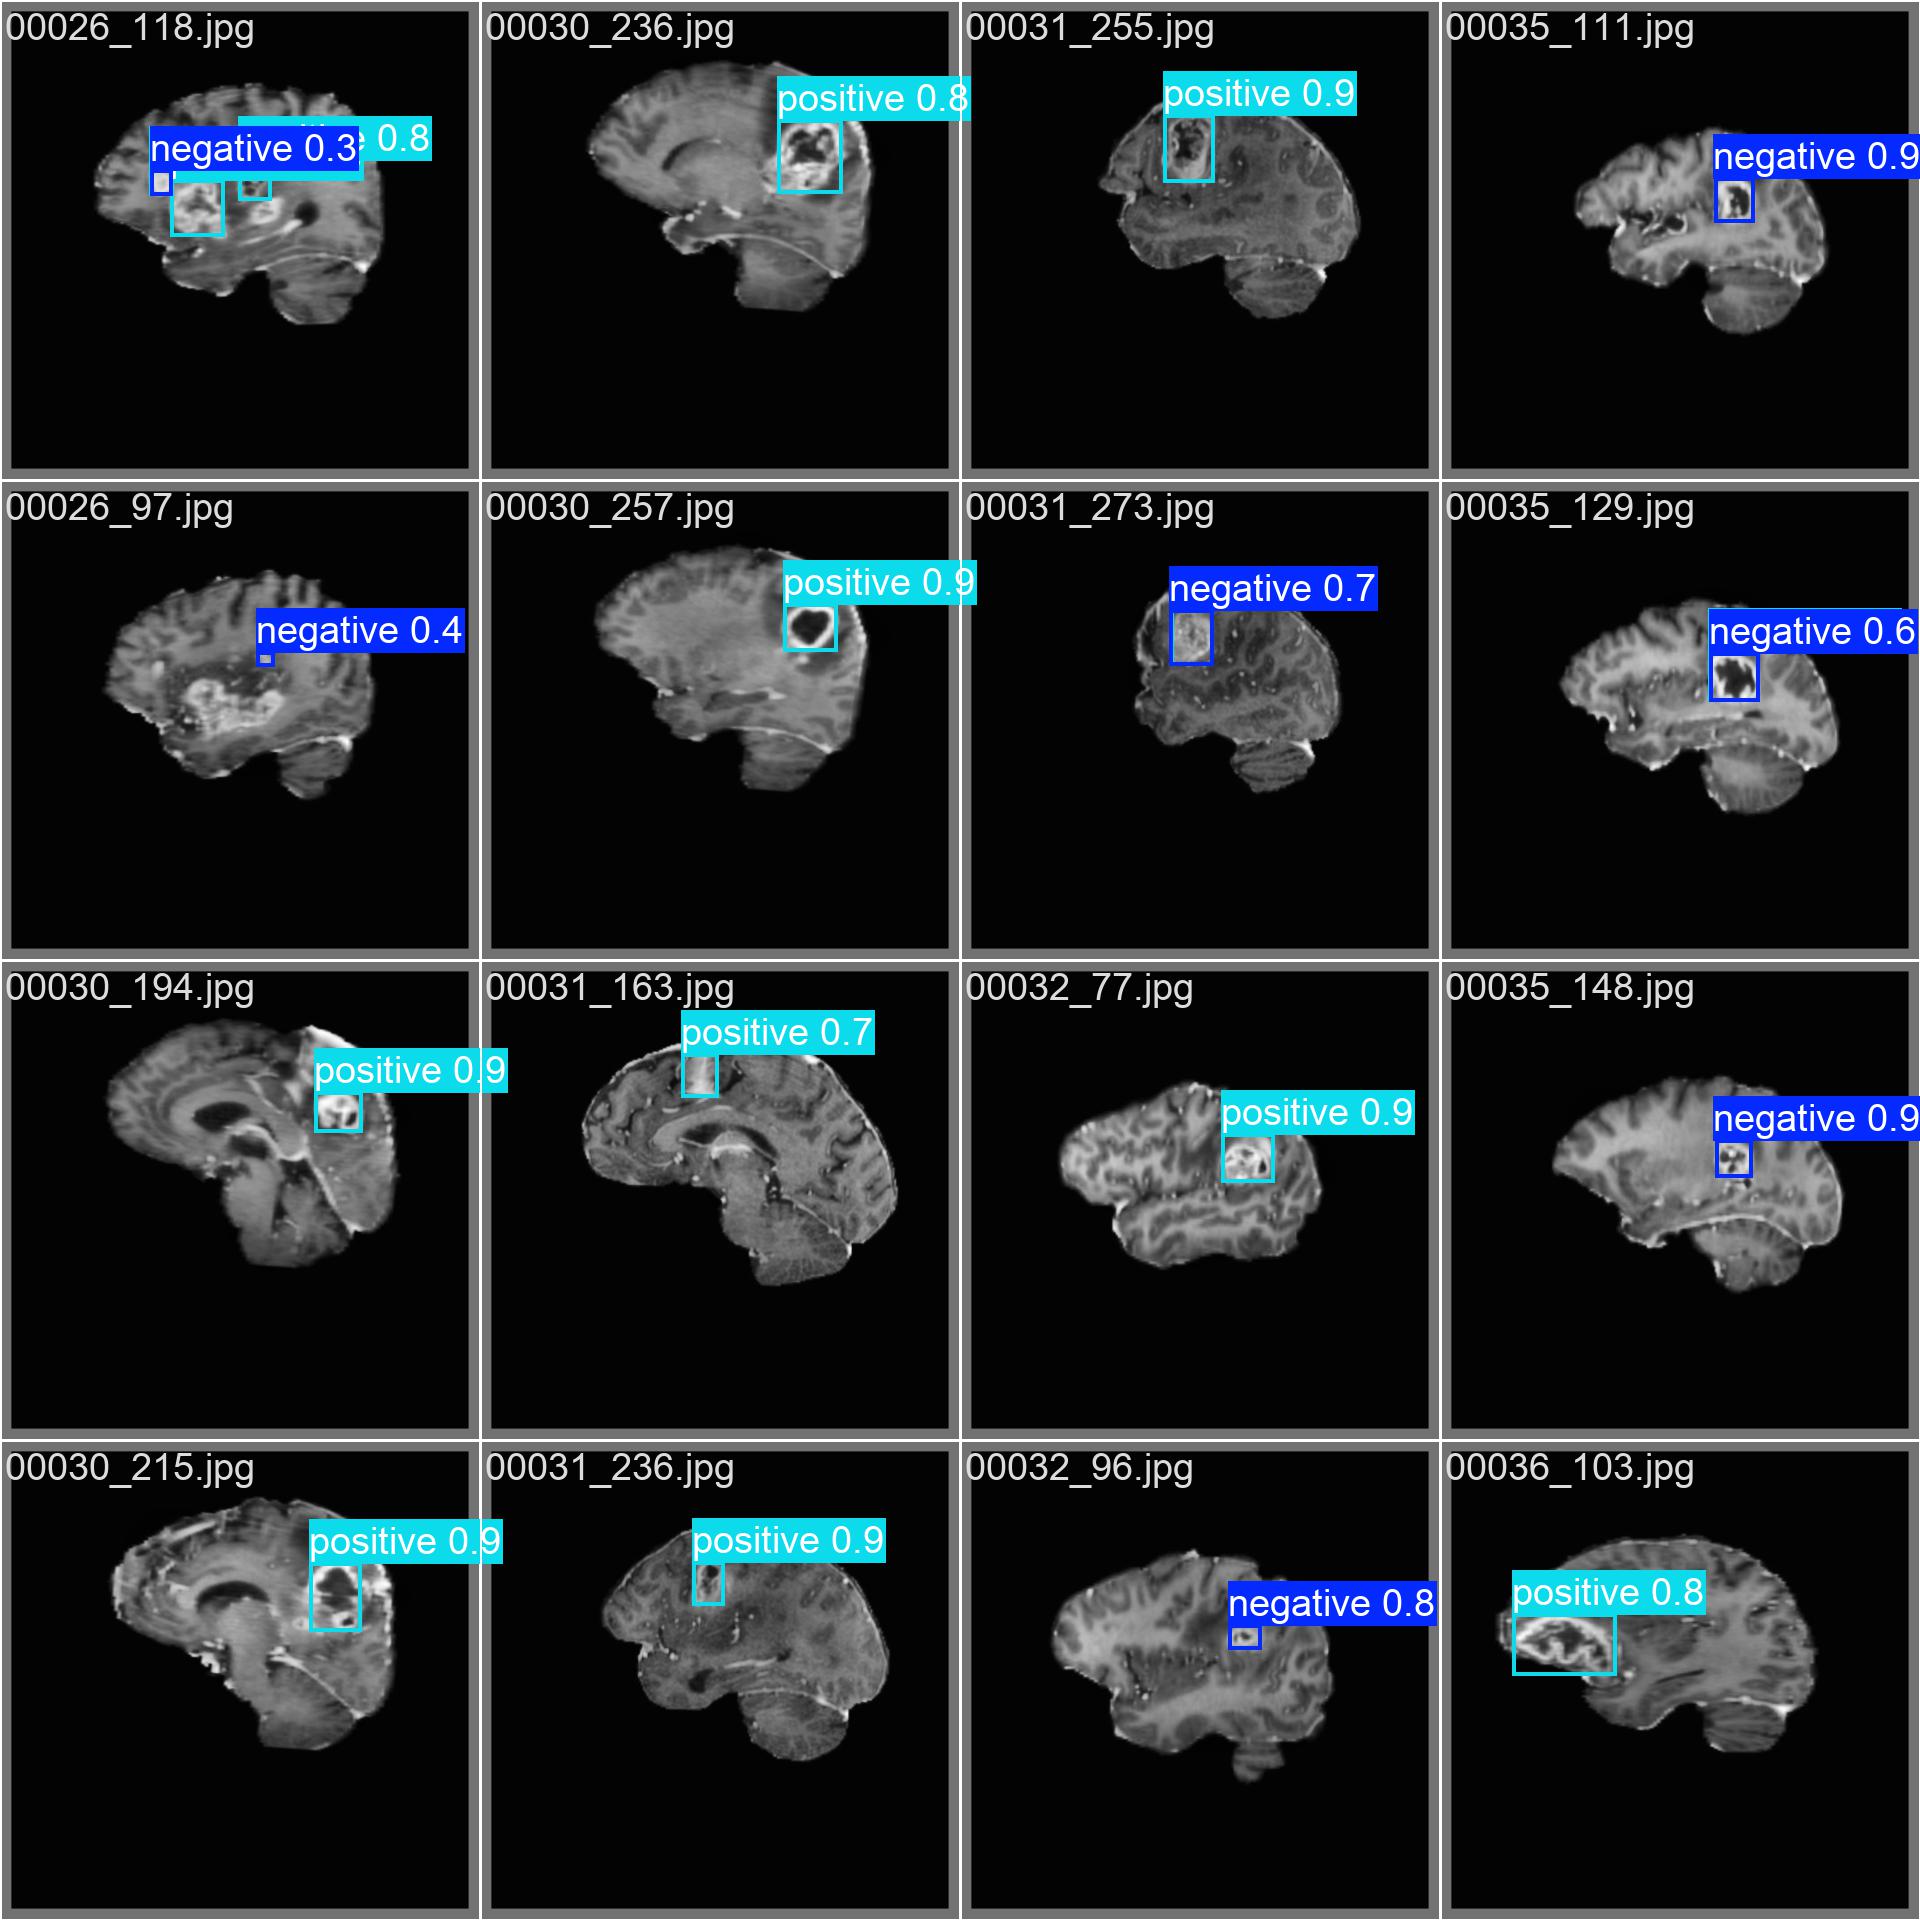 00026_118.jpg
negative 0.3
0.8
00030_236.jpg
positive 0.8
00031_255.jpg
positive 0.9
00035_111.jpg
negative 0.9
00026_97.jpg
negative 0.4
00030_257.jpg
positive 0.9
00031_273.jpg
negative 0.7
00035_129.jpg
negative 0.6
00030_194.jpg
positive 0.9
00031_163.jpg
positive 0.7
00032_77.jpg
positive 0.9
00035_148.jpg
negative 0.9
00030_215.jpg
positive 0.9
00031_236.jpg
positive 0.9
00032_96.jpg
negative 0.8
00036_103.jpg
positive 0.8